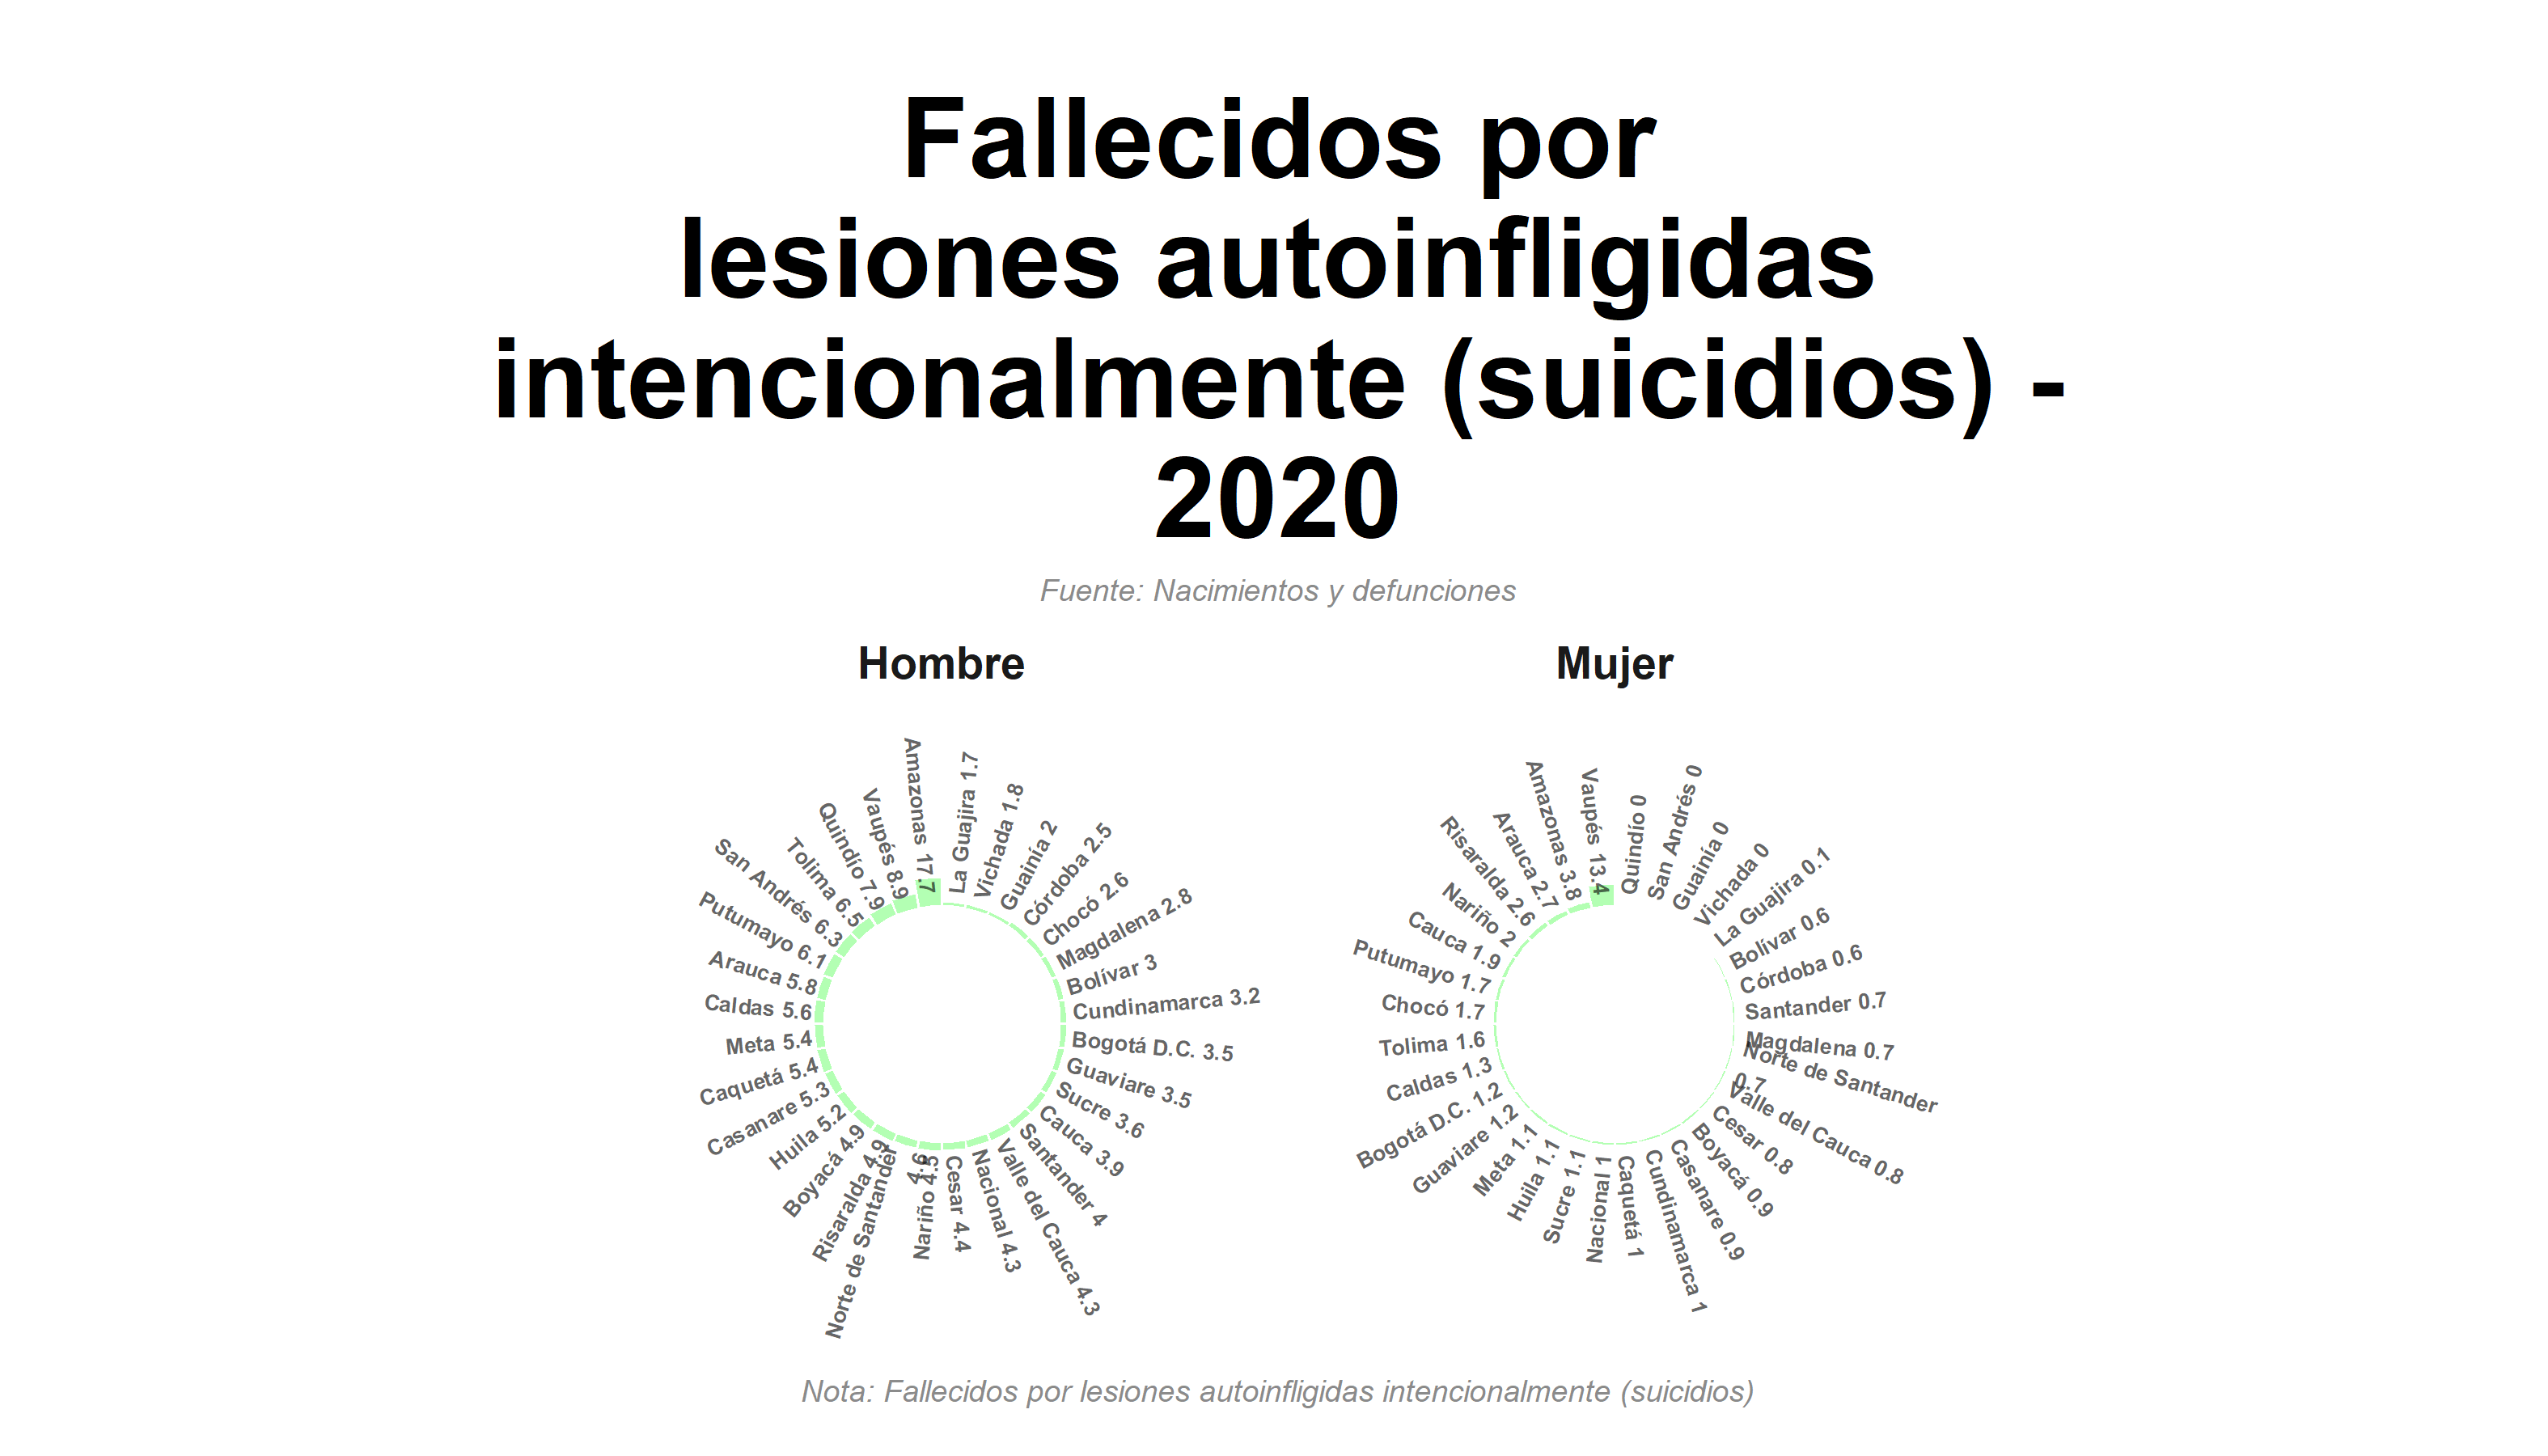 Fallecidos por
lesiones autoinfligidas
intencionalmente (suicidios) -
2020
Fuente: Nacimientos y defunciones
Hombre
La Guajira 1.7
Vichada 1.8
Guainía 2
Córdoba 2.5
Chocó 2.6
Magdalena 2.8
Bolívar 3
Cundinamarca 3.2
Bogotá D.C. 3.5
Guaviare 3.5
Sucre 3.6
Cauca 3.9
Santander 4
Valle del Cauca 4.3
Nacional 4.3
Cesar 4.4
Nariño 4.5
Norte de Santander
4.6
Risaralda 4.9
Boyacá 4.9
Huila 5.2
Casanare 5.3
Caquetá 5.4
Meta 5.4
Caldas 5.6
Arauca 5.8
Putumayo 6.1
San Andrés 6.3
Tolima 6.5
Quindío 7.9
Vaupés 8.9
Amazonas 17.7
Mujer
Quindío 0
San Andrés 0
Guainía 0
Vichada 0
La Guajira 0.1
Bolívar 0.6
Córdoba 0.6
Santander 0.7
Magdalena 0.7
Norte de Santander
0.7
Valle del Cauca 0.8
Cesar 0.8
Boyacá 0.9
Casanare 0.9
Cundinamarca 1
Caquetá 1
Nacional 1
Sucre 1.1
Huila 1.1
Meta 1.1
Guaviare 1.2
Bogotá D.C. 1.2
Caldas 1.3
Tolima 1.6
Chocó 1.7
Putumayo 1.7
Cauca 1.9
Nariño 2
Risaralda 2.6
Arauca 2.7
Amazonas 3.8
Vaupés 13.4
Nota: Fallecidos por lesiones autoinfligidas intencionalmente (suicidios)